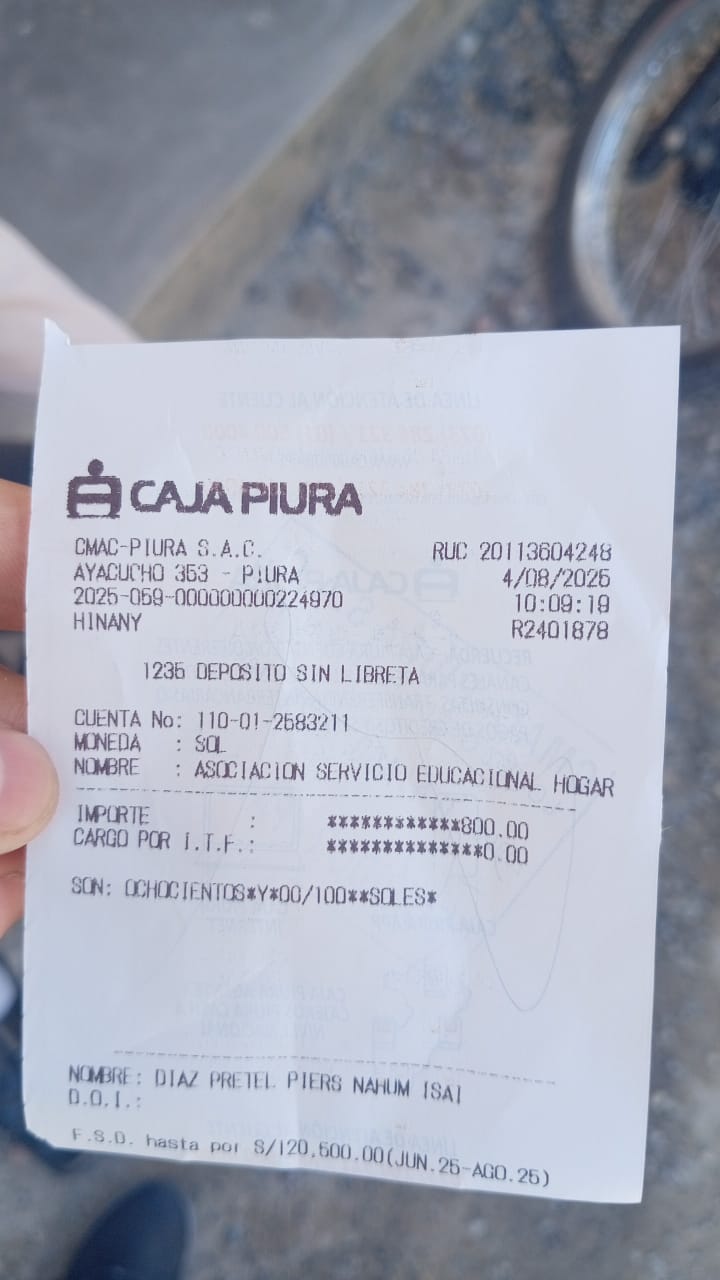 CAJA PIURA
CMAC-PIURA S.A.C. RUC 20113604248
AYACUCHO 353 - PIURA 4/08/2025
2025-059-000000000224970 10:09:19
HINANY R2401878
1235 DEPOSITO SIN LIBRETA
CUENTA No: 110-01-2583211
MONEDA : SOL
NOMBRE : ASOCIACION SERVICIO EDUCACIONAL HOGAR
IMPORTE : ************800.00
CARGO POR I.T.F.: **************0.00
SON: OCHOCIENTOS*Y*00/100**SOLES*
NOMBRE: DIAZ PRETEL PIERS NAHUM ISAI
D.O.I.:
F.S.D. hasta por S/120,500.00(JUN.25-AGO.25)